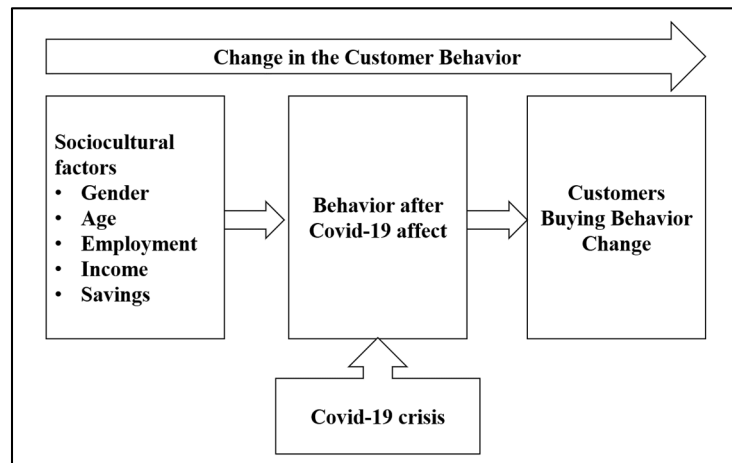 Change in the Customer Behavior
Sociocultural
factors
• Gender
• Age
• Employment
• Income
• Savings
Behavior after
Covid-19 affect
Customers
Buying Behavior
Change
Covid-19 crisis